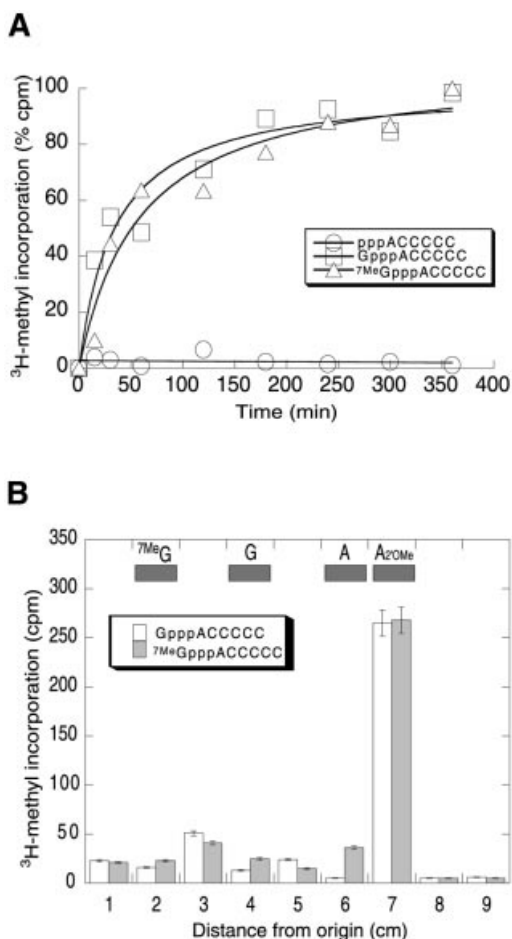 A
³H-methyl incorporation (% cpm)
100
80
60
40
20
0
0 50 100 150 200 250 300 350 400
Time (min)
pppACCCCC
GpppACCCCC
⁷ᴹᵉGpppACCCCC
B
³H-methyl incorporation (cpm)
350
300
250
200
150
100
50
0
⁷ᴹᵉG G A A₂'OMe
GpppACCCCC
⁷ᴹᵉGpppACCCCC
1 2 3 4 5 6 7 8 9
Distance from origin (cm)